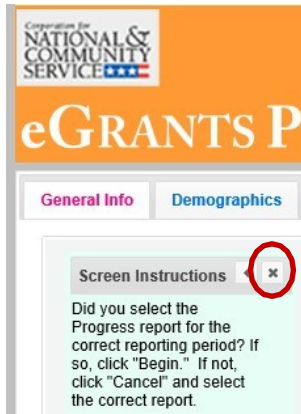 Corporation for
NATIONAL &
COMMUNITY
SERVICE
eGRANTS P
General Info
Demographics
Screen Instructions
Did you select the
Progress report for the
correct reporting period? If
so, click "Begin." If not,
click "Cancel" and select
the correct report.